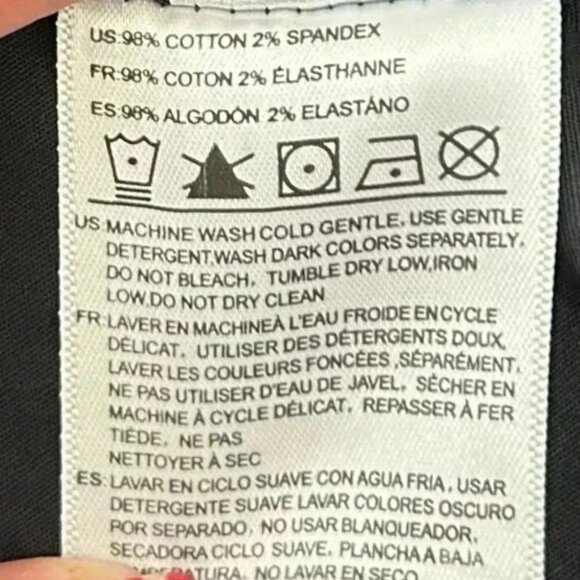 US:98% COTTON 2% SPANDEX
FR:98% COTON 2% ÉLASTHANNE
ES:98% ALGODÓN 2% ELASTÁNO
US:MACHINE WASH COLD GENTLE, USE GENTLE
DETERGENT,WASH DARK COLORS SEPARATELY,
DO NOT BLEACH, TUMBLE DRY LOW,IRON
LOW.DO NOT DRY CLEAN
FR:LAVER EN MACHINEÀ L'EAU FROIDE EN CYCLE
DÉLICAT, UTILISER DES DÉTERGENTS DOUX,
LAVER LES COULEURS FONCÉES ,SÉPARÉMENT,
NE PAS UTILISER D'EAU DE JAVEL, SÉCHER EN
MACHINE À CYCLE DÉLICAT, REPASSER À FER
TIÈDE, NE PAS
NETTOYER À SEC
ES:LAVAR EN CICLO SUAVE CON AGUA FRIA, USAR
DETERGENTE SUAVE LAVAR COLORES OSCURO
POR SEPARADO, NO USAR BLANQUEADOR,
SECADORA CICLO SUAVE, PLANCHA A BAJA
NO LAVAR EN SECO